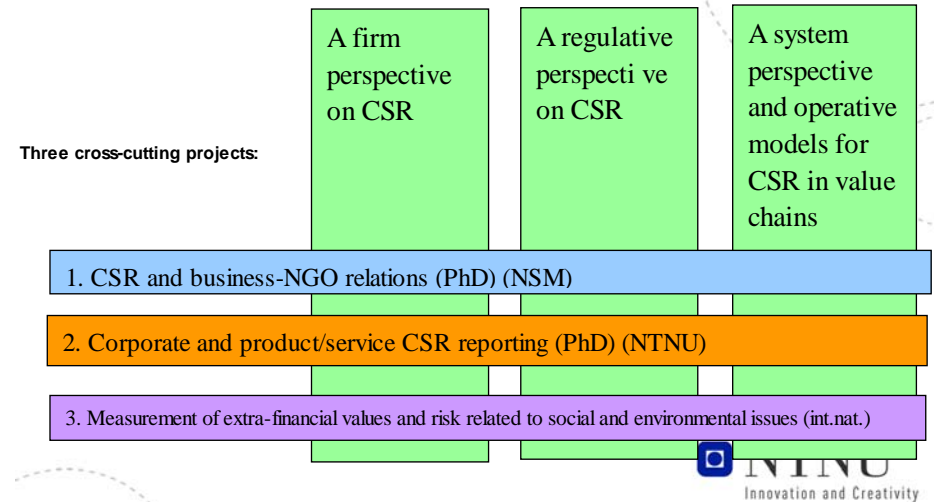 A firm
perspective
on CSR
A regulative
perspecti ve
on CSR
A system
perspective
and operative
models for
CSR in value
chains
Three cross-cutting projects:
1. CSR and business-NGO relations (PhD) (NSM)
2. Corporate and product/service CSR reporting (PhD) (NTNU)
3. Measurement of extra-financial values and risk related to social and environmental issues (int.nat.)
NTNU
Innovation and Creativity